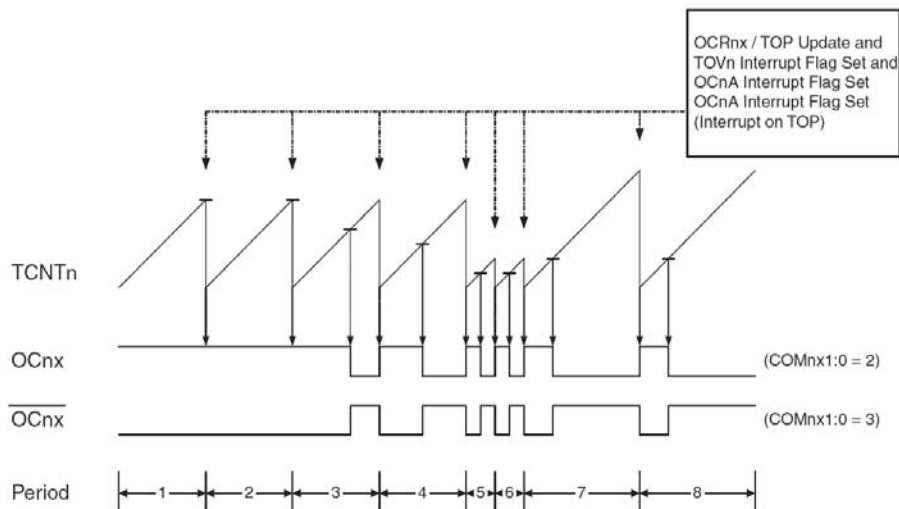 OCRnx / TOP Update and
TOVn Interrupt Flag Set and
OCnA Interrupt Flag Set
OCnA Interrupt Flag Set
(Interrupt on TOP)
TCNTn
OCnx
(COMnx1:0 = 2)
OCnx
(COMnx1:0 = 3)
Period
1 2 3 4 5 6 7 8